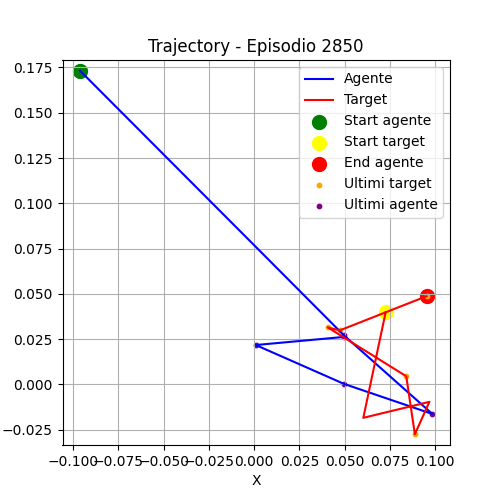 Trajectory - Episodio 2850
0.175
0.150
0.125
0.100
0.075
0.050
0.025
0.000
−0.025
Agente
Target
Start agente
Start target
End agente
Ultimi target
Ultimi agente
−0.100 −0.075 −0.050 −0.025 0.000 0.025 0.050 0.075 0.100
X